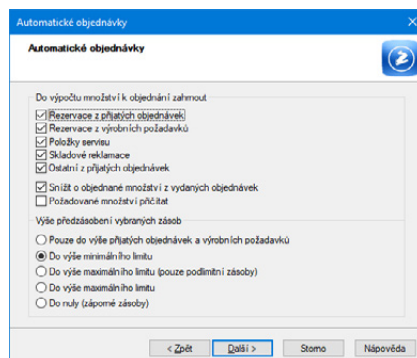 Automatické objednávky
Automatické objednávky
Do výpočtu množství k objednání zahrnout
Rezervace z přijatých objednávek
Rezervace z výrobních požadavků
Položky servisu
Skladové reklamace
Ostatní z přijatých objednávek
Snížit o objednané množství z vydaných objednávek
Požadované množství přičítat
Výše předzásobení vybraných zásob
Pouze do výše přijatých objednávek a výrobních požadavků
Do výše minimálního limitu
Do výše maximálního limitu (pouze podlimitní zásoby)
Do výše maximálního limitu
Do nuly (záporné zásoby)
< Zpět Další > Storno Nápověda